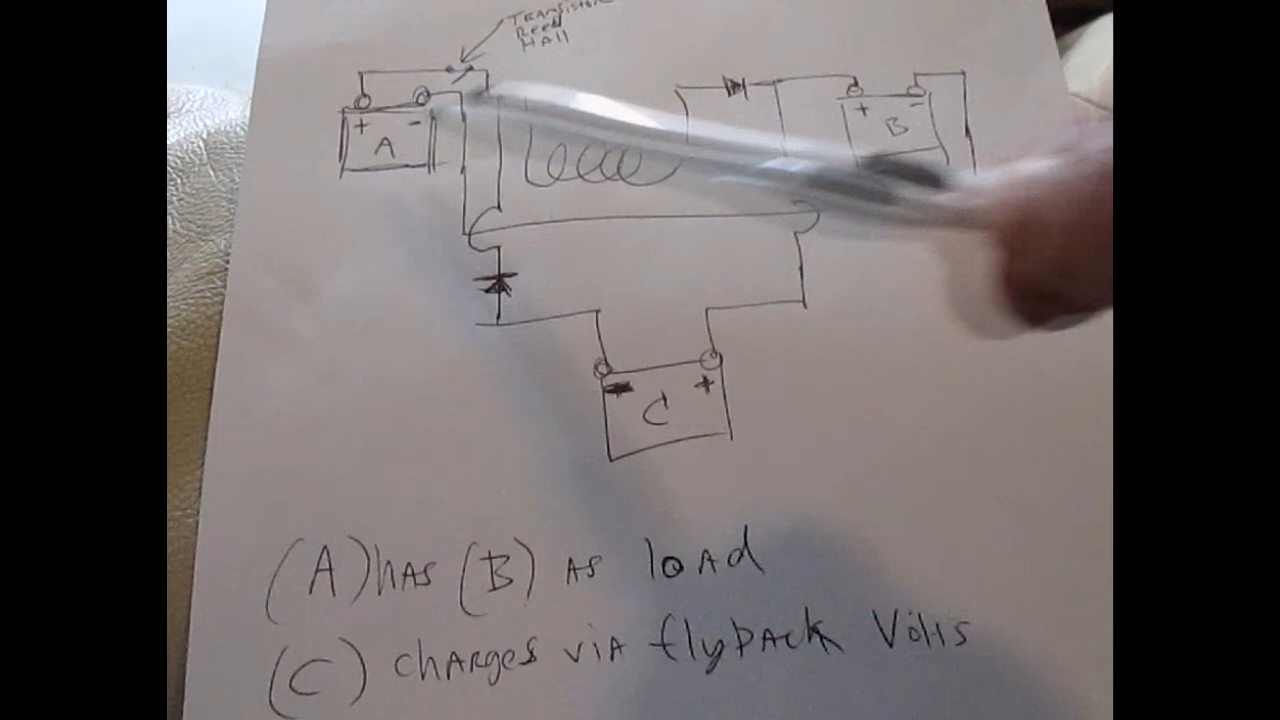 TRANSISTOR
REED
HAll
+ - A
+ - B
- + C
(A) hAS (B) AS loAd
(C) chArgES viA flybACk Volts